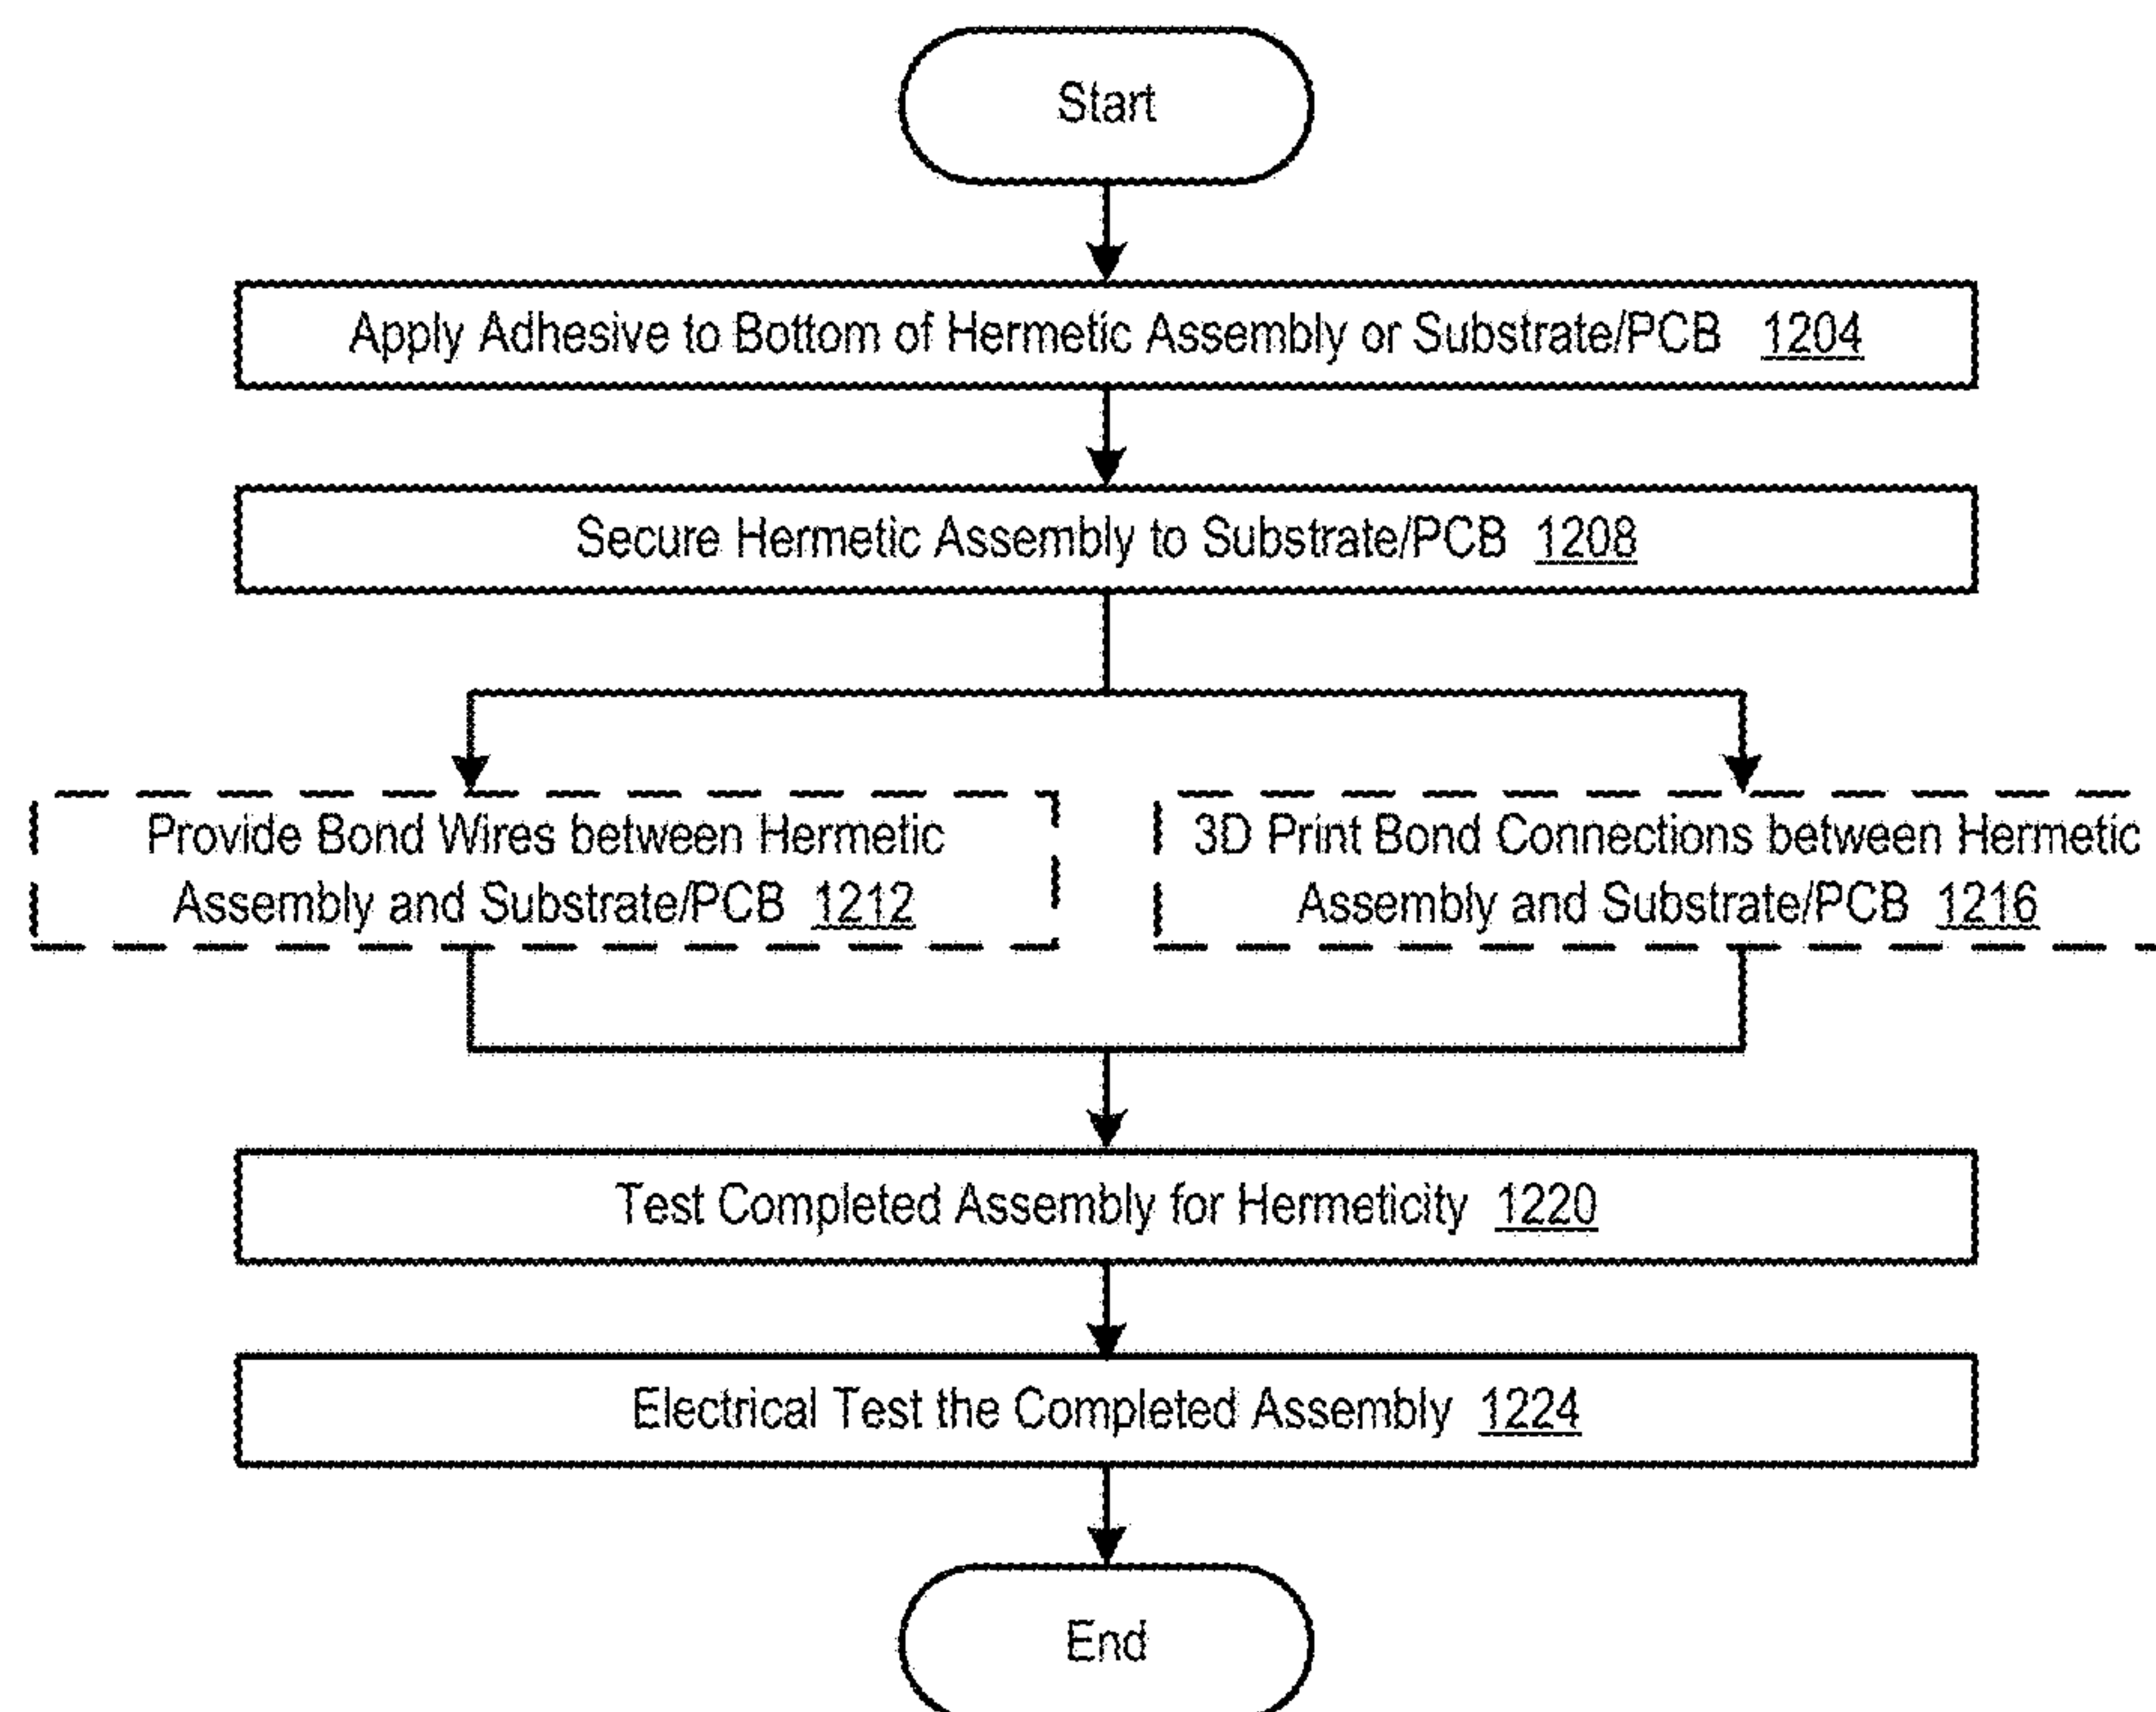 Start
Apply Adhesive to Bottom of Hermetic Assembly or Substrate/PCB 1204
Secure Hermetic Assembly to Substrate/PCB 1208
Provide Bond Wires between Hermetic
Assembly and Substrate/PCB 1212
3D Print Bond Connections between Hermetic
Assembly and Substrate/PCB 1216
Test Completed Assembly for Hermeticity 1220
Electrical Test the Completed Assembly 1224
End